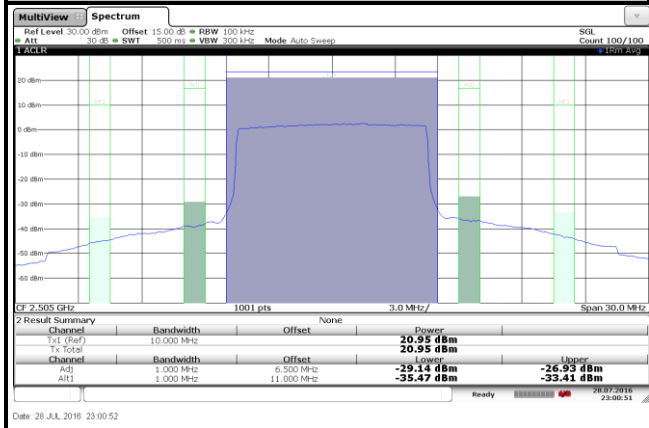 MultiView Spectrum
Ref Level 30.00 dBm Offset 15.00 dB RBW 100 kHz SGL
Att 30 dB SWT 500 ms VBW 300 kHz Mode Auto Sweep Count 100/100
1 ACLR 1Rm Avg
20 dBm
10 dBm
0 dBm
-10 dBm
-20 dBm
-30 dBm
-40 dBm
-50 dBm
-60 dBm
CF 2.505 GHz 1001 pts 3.0 MHz/ Span 30.0 MHz
2 Result Summary None
Channel Bandwidth Offset Power
Tx1 (Ref) 10.000 MHz 20.95 dBm
Tx Total 20.95 dBm
Channel Bandwidth Offset Lower Upper
Adj 1.000 MHz 6.500 MHz -29.14 dBm -26.93 dBm
Alt1 1.000 MHz 11.000 MHz -35.47 dBm -33.41 dBm
Ready 28.07.2016
23:00:51
Date: 28.JUL.2016 23:00:52